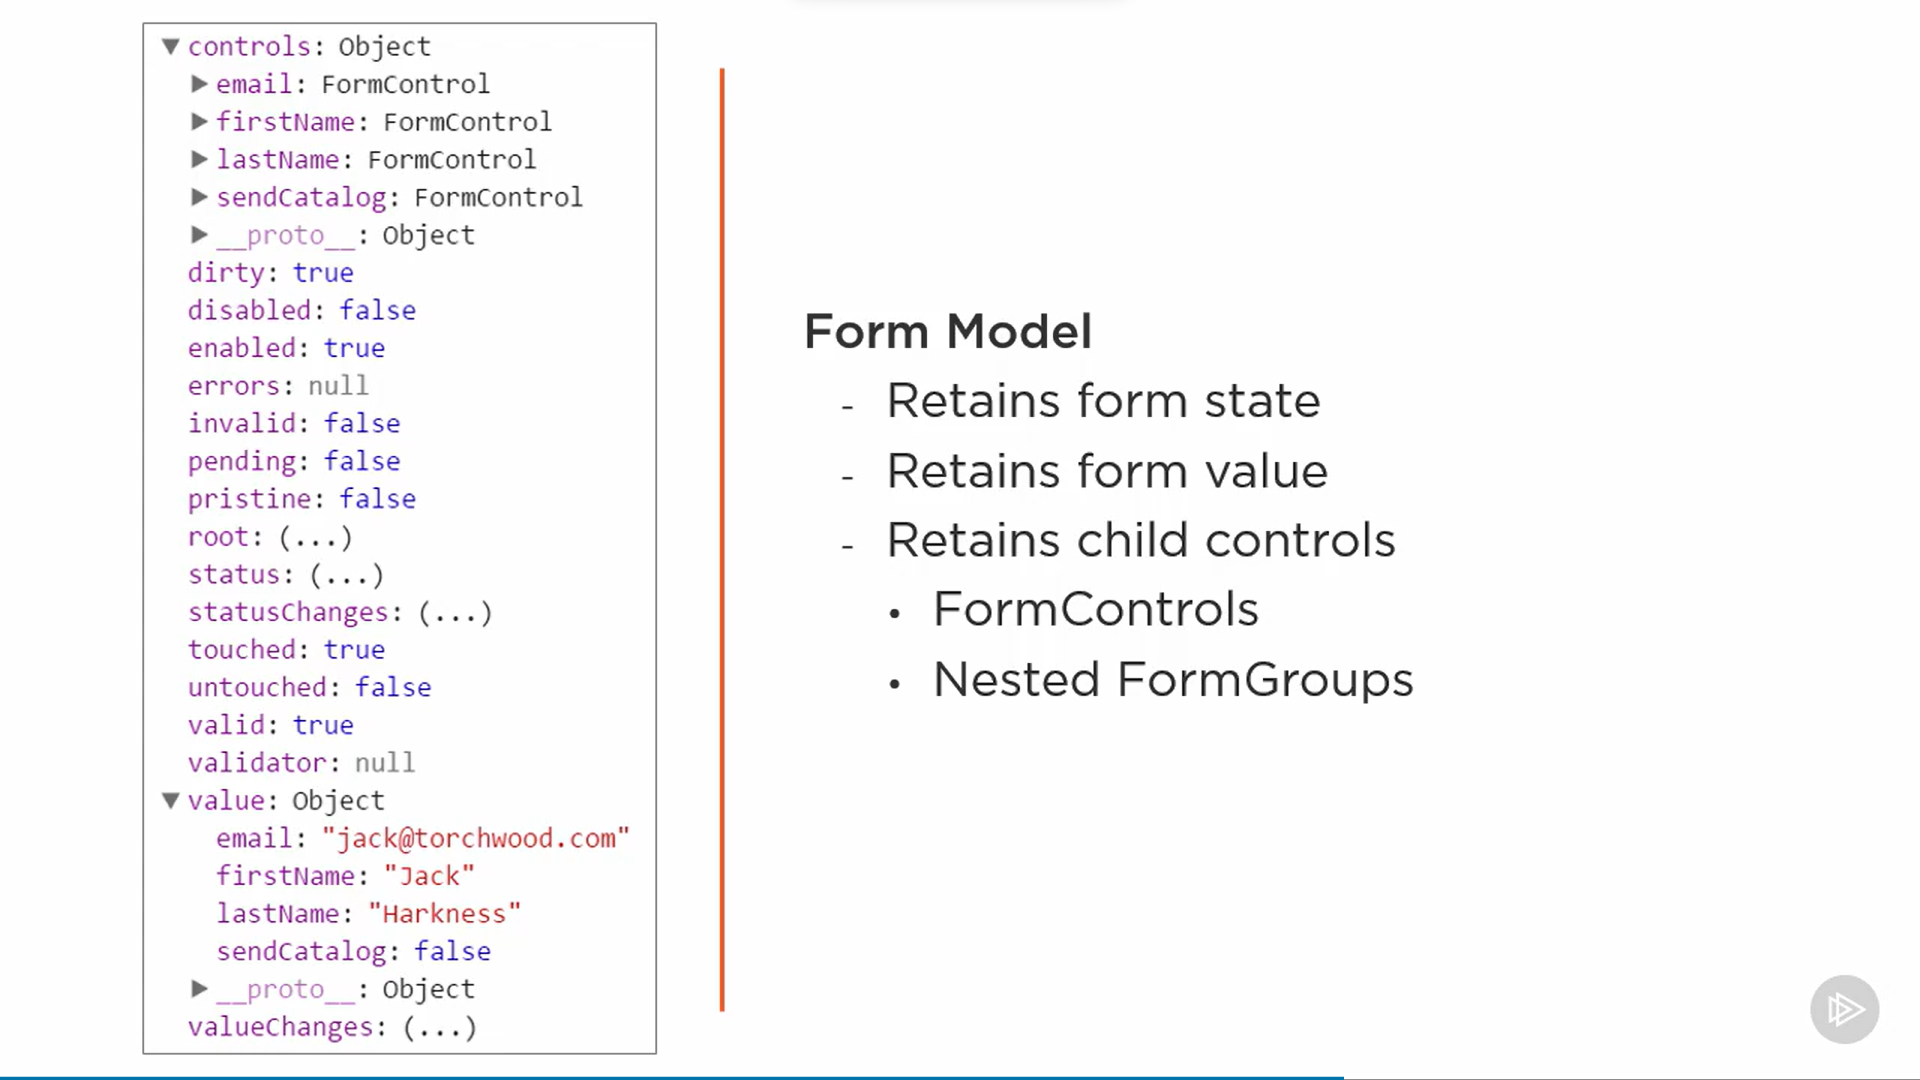 ▼ controls: Object
▶ email: FormControl
▶ firstName: FormControl
▶ lastName: FormControl
▶ sendCatalog: FormControl
▶ __proto__: Object
dirty: true
disabled: false
enabled: true
errors: null
invalid: false
pending: false
pristine: false
root: (...)
status: (...)
statusChanges: (...)
touched: true
untouched: false
valid: true
validator: null
▼ value: Object
email: "jack@torchwood.com"
firstName: "Jack"
lastName: "Harkness"
sendCatalog: false
▶ __proto__: Object
valueChanges: (...)
Form Model
- Retains form state
- Retains form value
- Retains child controls
• FormControls
• Nested FormGroups